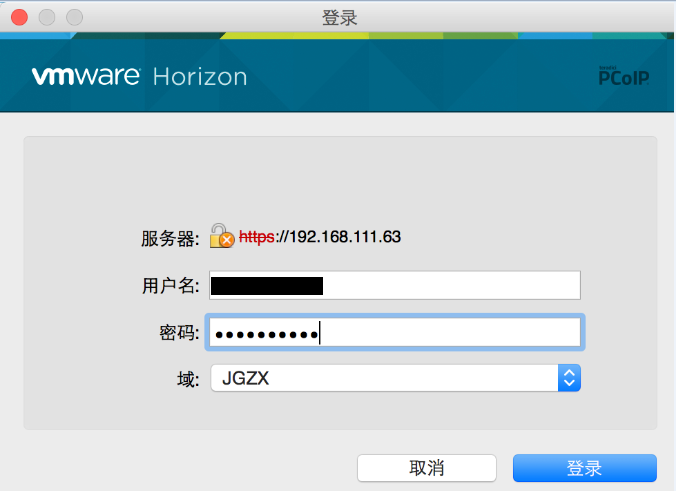 登录
vmware Horizon
PCoIP
服务器: https://192.168.111.63
用户名:
密码: ••••••••••
域: JGZX
取消 登录